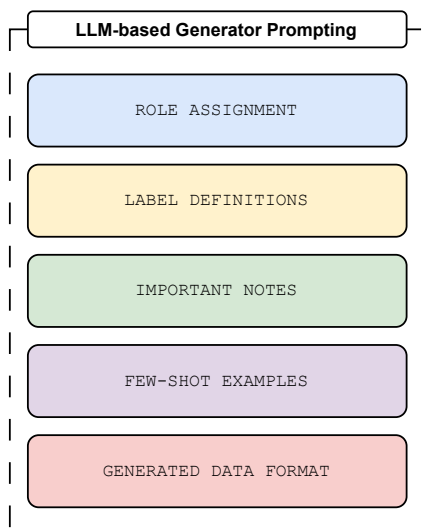 LLM-based Generator Prompting
ROLE ASSIGNMENT
LABEL DEFINITIONS
IMPORTANT NOTES
FEW-SHOT EXAMPLES
GENERATED DATA FORMAT